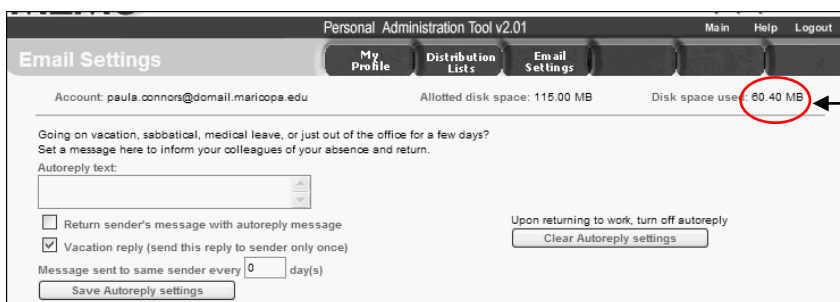 Personal Administration Tool v2.01 Main Help Logout
Email Settings My Profile Distribution Lists Email Settings
Account: paula.connors@domail.maricopa.edu Allotted disk space: 115.00 MB Disk space used: 60.40 MB
Going on vacation, sabbatical, medical leave, or just out of the office for a few days?
Set a message here to inform your colleagues of your absence and return.
Autoreply text:
Return sender's message with autoreply message
Upon returning to work, turn off autoreply
Vacation reply (send this reply to sender only once)
Clear Autoreply settings
Message sent to same sender every 0 day(s)
Save Autoreply settings